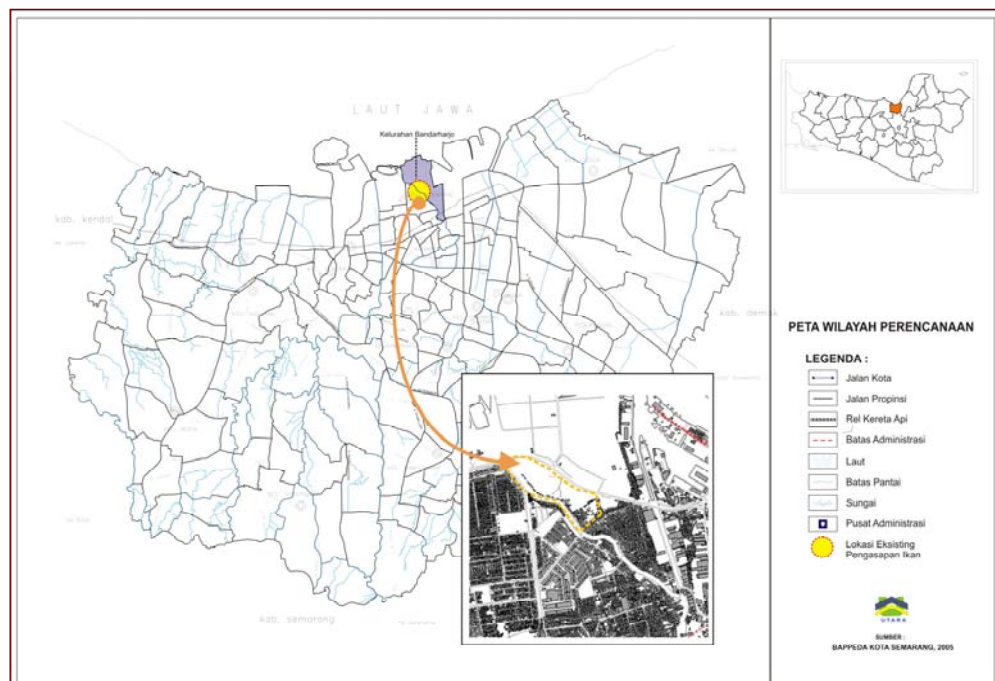 LAUT JAWA
Kelurahan Bandarharjo
kab. kendal
kab. demak
kab. semarang
PETA WILAYAH PERENCANAAN
LEGENDA :
Jalan Kota
Jalan Propinsi
Rel Kereta Api
Batas Administrasi
Laut
Batas Pantai
Sungai
Pusat Administrasi
Lokasi Eksisting
Pengasapan Ikan
UTARA
SUMBER :
BAPPEDA KOTA SEMARANG, 2005